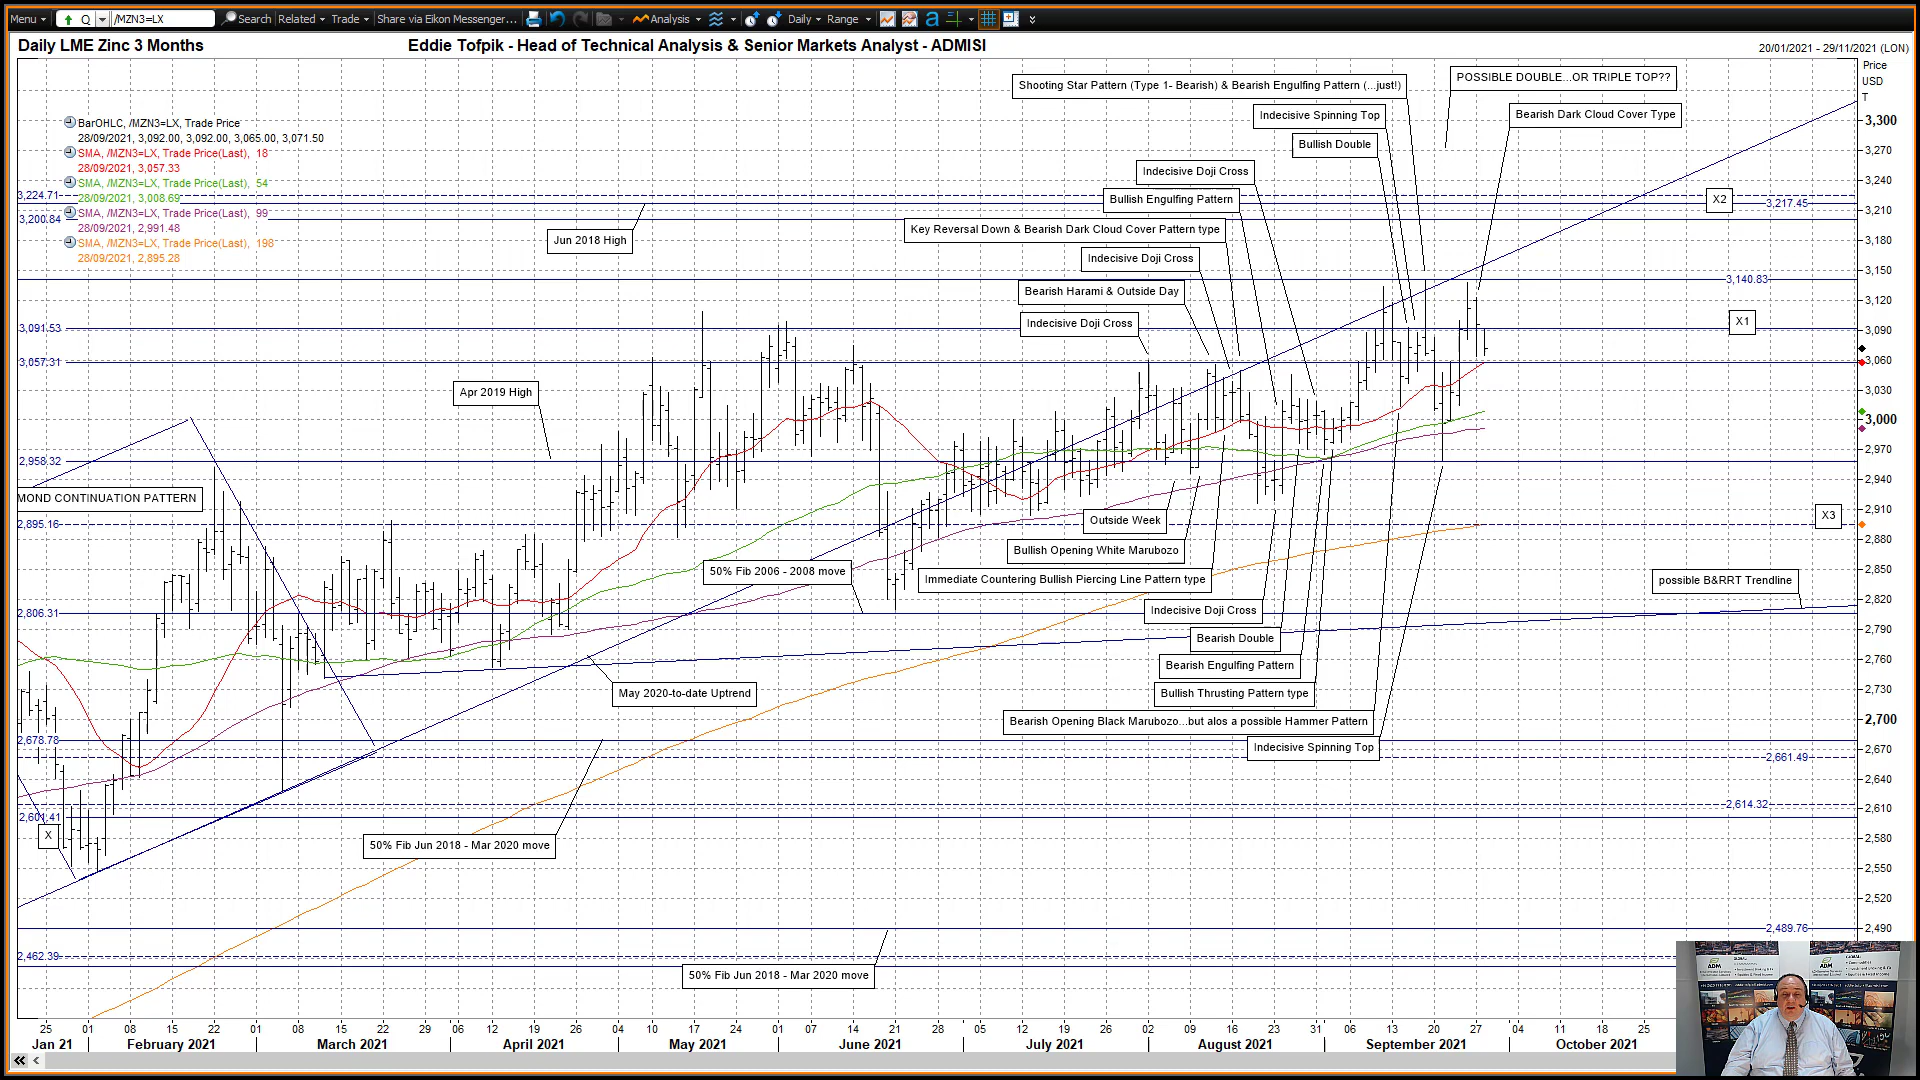 Menu Q /MZN3=LX Search Related Trade Share via Eikon Messenger... Analysis Daily Range a
Daily LME Zinc 3 Months
Eddie Tofpik - Head of Technical Analysis & Senior Markets Analyst - ADMISI
20/01/2021 - 29/11/2021 (LON)
Price
USD
T
BarOHLC, /MZN3=LX, Trade Price
28/09/2021, 3,092.00, 3,092.00, 3,065.00, 3,071.50
SMA, /MZN3=LX, Trade Price(Last), 18
28/09/2021, 3,057.33
SMA, /MZN3=LX, Trade Price(Last), 54
28/09/2021, 3,008.69
SMA, /MZN3=LX, Trade Price(Last), 99
28/09/2021, 2,991.48
SMA, /MZN3=LX, Trade Price(Last), 198
28/09/2021, 2,895.28
3,224.71
3,200.84
3,091.53
3,057.31
2,958.32
2,895.16
2,806.31
2,678.78
2,601.41
2,462.39
Shooting Star Pattern (Type 1- Bearish) & Bearish Engulfing Pattern (...just!)
POSSIBLE DOUBLE...OR TRIPLE TOP??
Indecisive Spinning Top
Bearish Dark Cloud Cover Type
Bullish Double
Indecisive Doji Cross
Bullish Engulfing Pattern
X2
3,217.45
Key Reversal Down & Bearish Dark Cloud Cover Pattern type
Jun 2018 High
Indecisive Doji Cross
3,140.83
Bearish Harami & Outside Day
Indecisive Doji Cross
X1
Apr 2019 High
MOND CONTINUATION PATTERN
Outside Week
X3
Bullish Opening White Marubozo
50% Fib 2006 - 2008 move
Immediate Countering Bullish Piercing Line Pattern type
possible B&RRT Trendline
Indecisive Doji Cross
Bearish Double
Bearish Engulfing Pattern
May 2020-to-date Uptrend
Bullish Thrusting Pattern type
Bearish Opening Black Marubozo...but alos a possible Hammer Pattern
Indecisive Spinning Top
2,661.49
2,614.32
X
50% Fib Jun 2018 - Mar 2020 move
2,489.76
50% Fib Jun 2018 - Mar 2020 move
3,300
3,270
3,240
3,210
3,180
3,150
3,120
3,090
3,060
3,030
3,000
2,970
2,940
2,910
2,880
2,850
2,820
2,790
2,760
2,730
2,700
2,670
2,640
2,610
2,580
2,550
2,520
2,490
25 01 08 15 22 01 08 15 22 29 06 12 19 26 04 10 17 24 01 07 14 21 28 05 12 19 26 02 09 16 23 31 06 13 20 27 04 11 18 25
Jan 21 February 2021 March 2021 April 2021 May 2021 June 2021 July 2021 August 2021 September 2021 October 2021
ADM
ADM